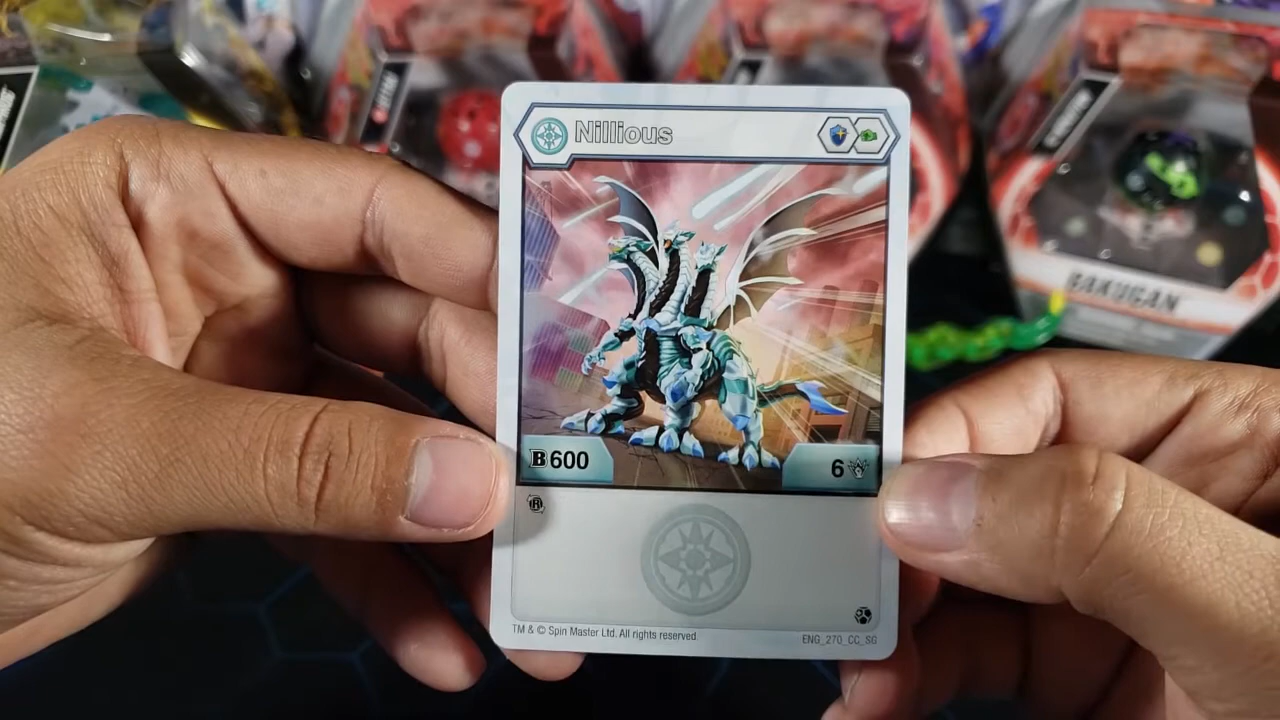 Nillious
B600
6
R
TM & © Spin Master Ltd. All rights reserved.
ENG_270_CC_SG
BAKUGAN